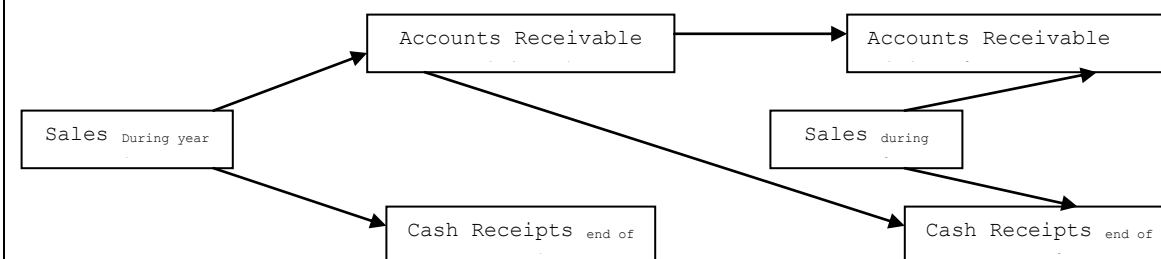 Accounts Receivable
Accounts Receivable
Sales During year
Sales during
Cash Receipts end of
Cash Receipts end of